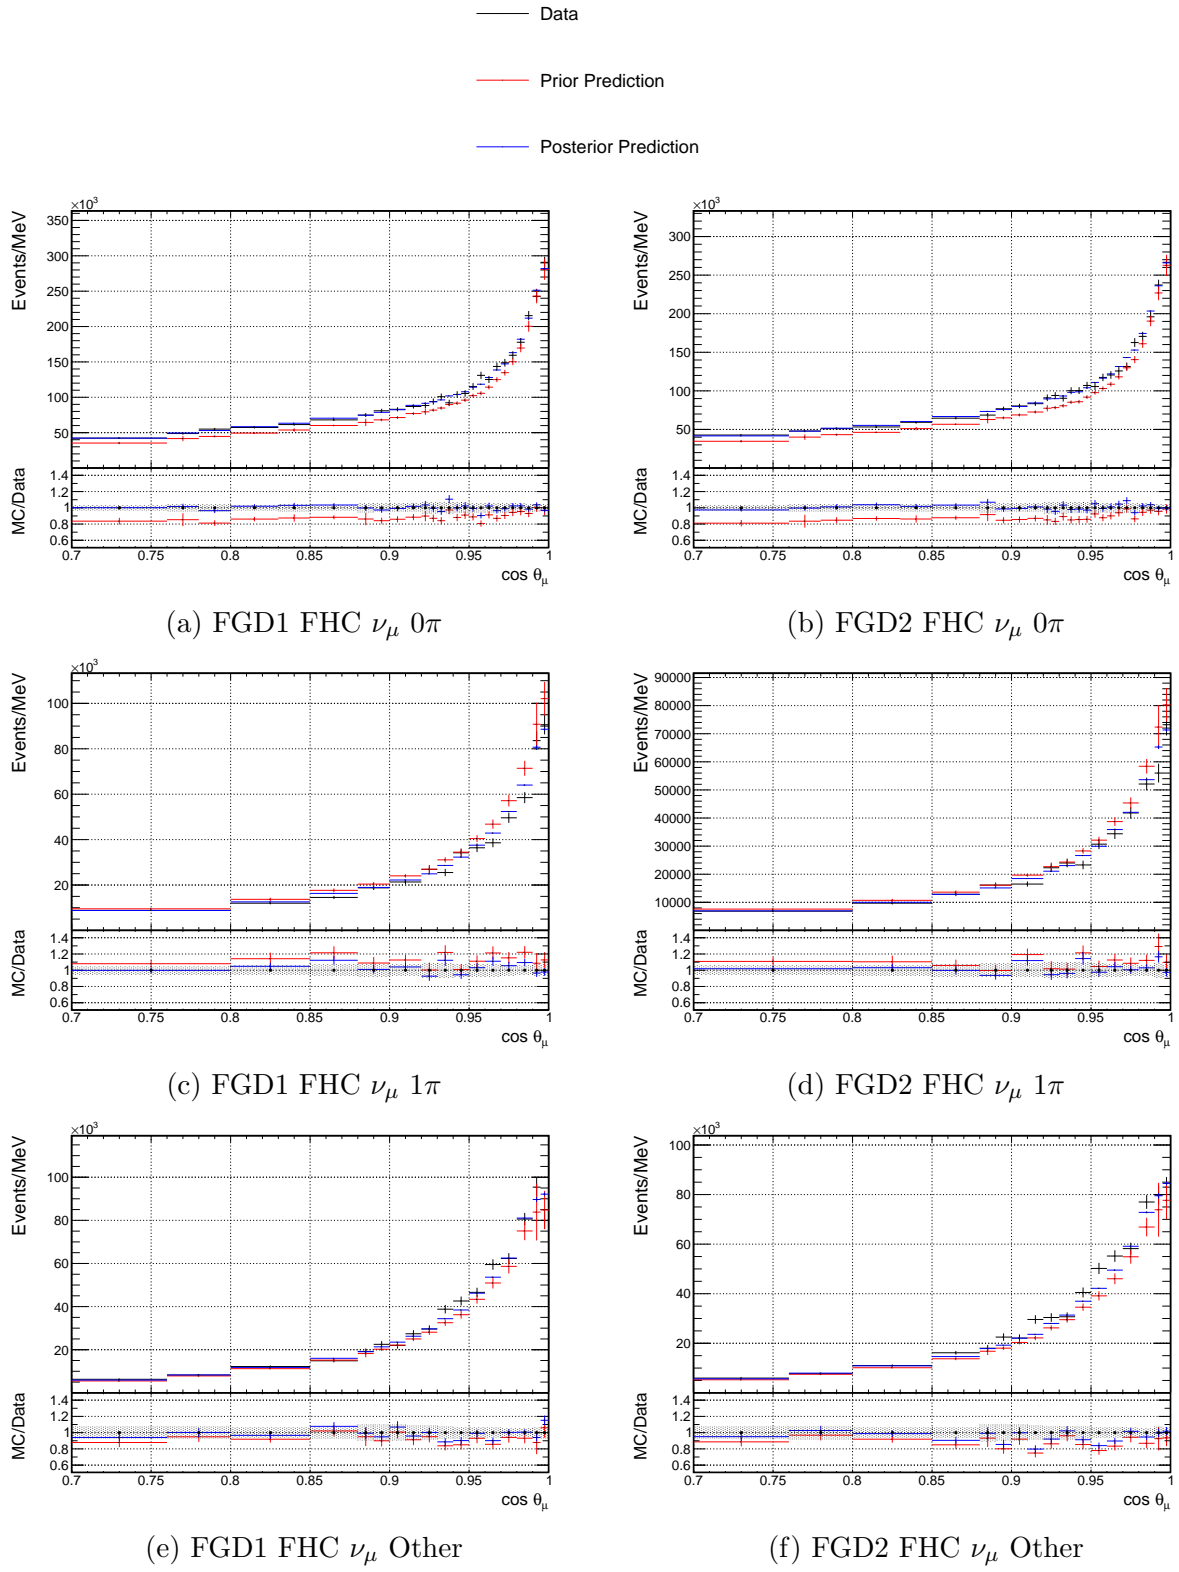 Data
Prior Prediction
Posterior Prediction
×10³
Events/MeV
350
300
250
200
150
100
50
MC/Data
1.4
1.2
1
0.8
0.6
0.7 0.75 0.8 0.85 0.9 0.95 1
cos θμ
(a) FGD1 FHC νμ 0π
×10³
Events/MeV
300
250
200
150
100
50
MC/Data
1.4
1.2
1
0.8
0.6
0.7 0.75 0.8 0.85 0.9 0.95 1
cos θμ
(b) FGD2 FHC νμ 0π
×10³
Events/MeV
100
80
60
40
20
MC/Data
1.4
1.2
1
0.8
0.6
0.7 0.75 0.8 0.85 0.9 0.95 1
cos θμ
(c) FGD1 FHC νμ 1π
Events/MeV
90000
80000
70000
60000
50000
40000
30000
20000
10000
MC/Data
1.4
1.2
1
0.8
0.6
0.7 0.75 0.8 0.85 0.9 0.95 1
cos θμ
(d) FGD2 FHC νμ 1π
×10³
Events/MeV
100
80
60
40
20
MC/Data
1.4
1.2
1
0.8
0.6
0.7 0.75 0.8 0.85 0.9 0.95 1
cos θμ
(e) FGD1 FHC νμ Other
×10³
Events/MeV
100
80
60
40
20
MC/Data
1.4
1.2
1
0.8
0.6
0.7 0.75 0.8 0.85 0.9 0.95 1
cos θμ
(f) FGD2 FHC νμ Other